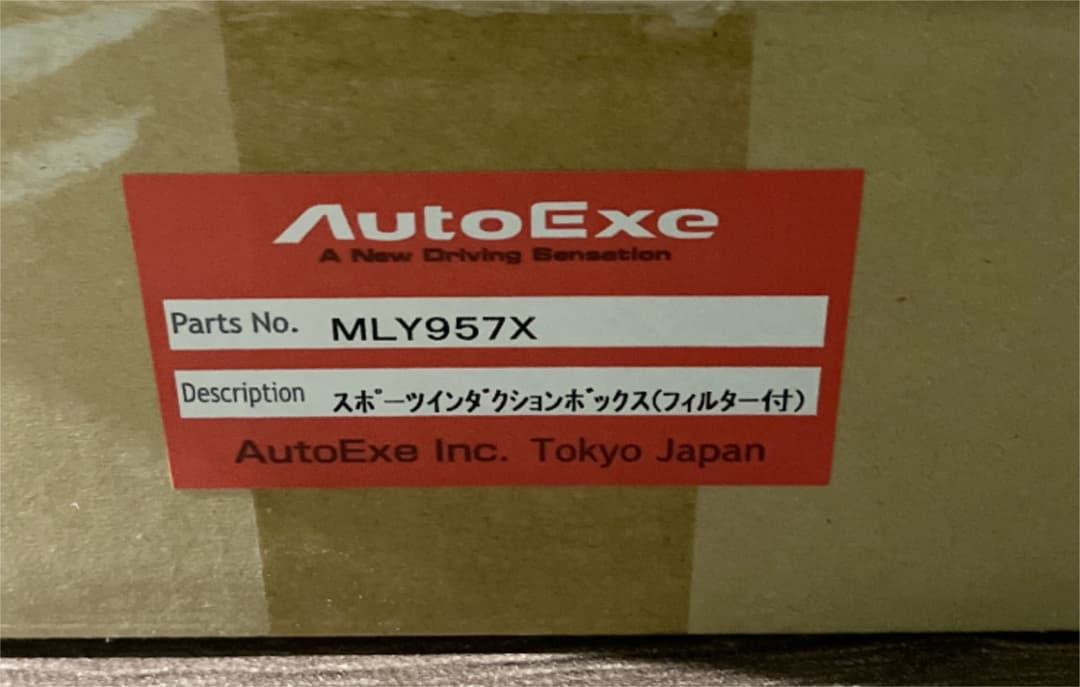 AutoExe
A New Driving Sensation
Parts No. MLY957X
Description スポーツインダクションボックス(フィルター付)
AutoExe Inc. Tokyo Japan